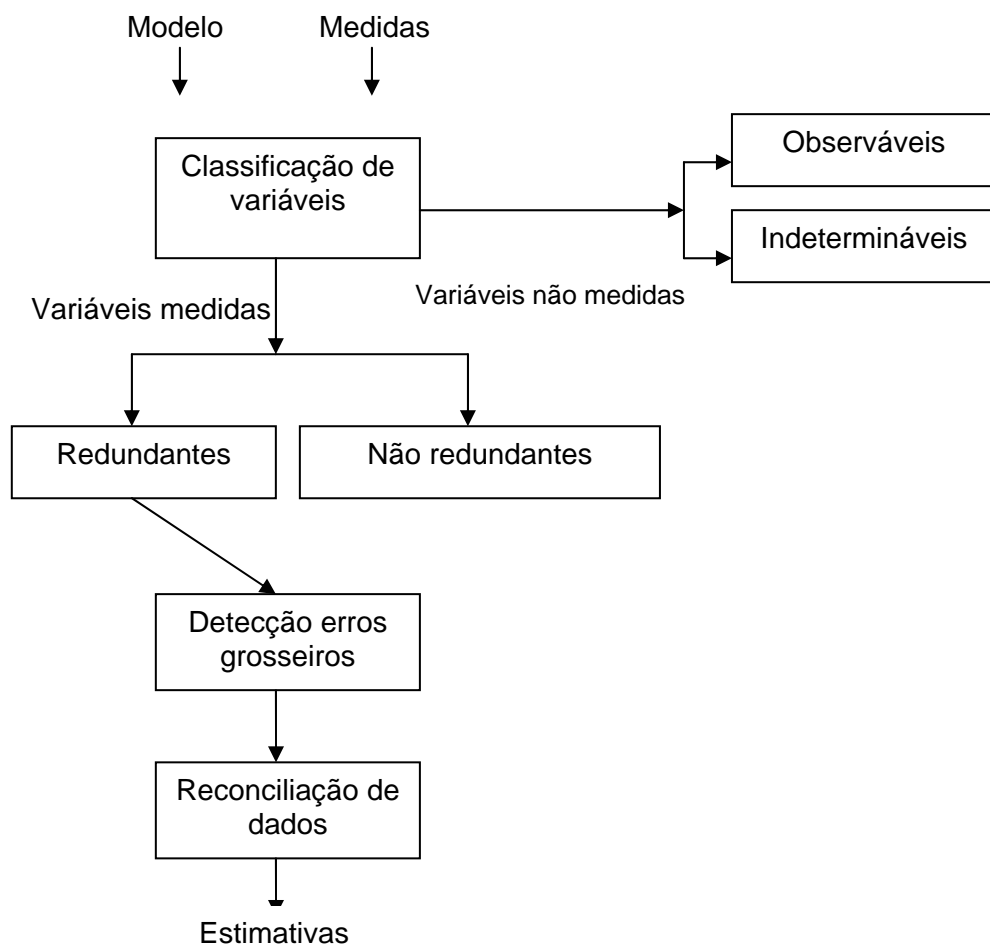 Modelo Medidas
Classificação de
variáveis
Observáveis
Indetermináveis
Variáveis não medidas
Variáveis medidas
Redundantes
Não redundantes
Detecção erros
grosseiros
Reconciliação de
dados
Estimativas